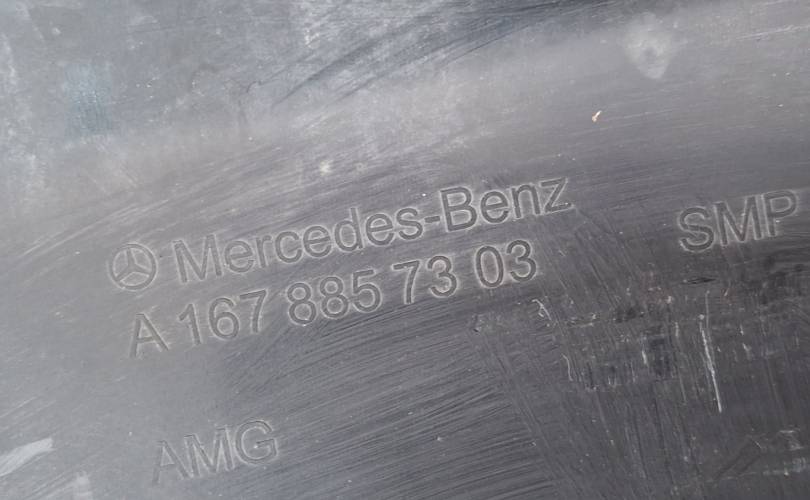 Mercedes-Benz
A 167 885 73 03
SMP
AMG